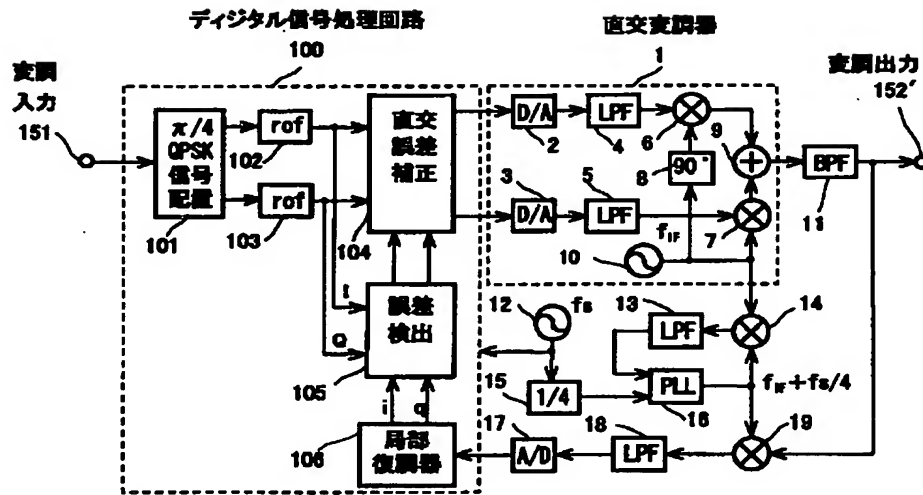 ディジタル信号処理回路
100
直交変調器
1
変調
入力
151
変調出力
152'
π/4
QPSK
信号
配置
101
rof
102
rof
103
直交
誤差
補正
104
D/A
2
LPF
4
6
9
8
90°
3
D/A
5
LPF
fIF
7
10
BPF
11
I
Q
誤差
検出
105
i
q
局部
復調器
106
12
fs
13
LPF
14
15
1/4
PLL
16
fIF+fs/4
17
A/D
18
LPF
19